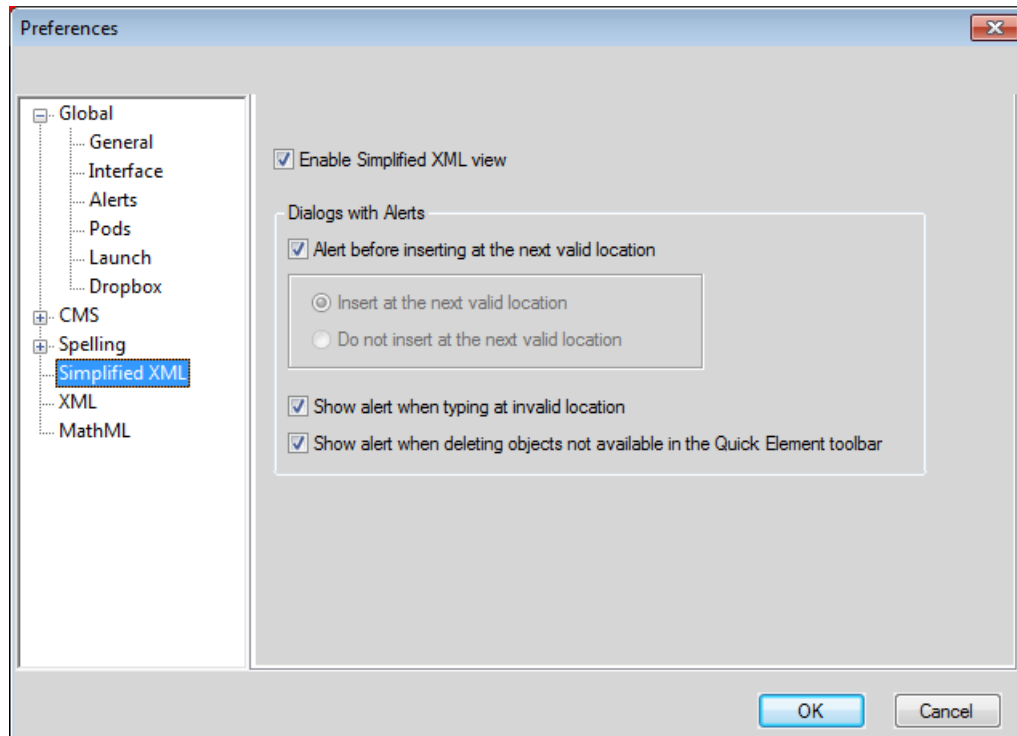 Preferences
Global
General
Interface
Alerts
Pods
Launch
Dropbox
CMS
Spelling
Simplified XML
XML
MathML
Enable Simplified XML view
Dialogs with Alerts
Alert before inserting at the next valid location
Insert at the next valid location
Do not insert at the next valid location
Show alert when typing at invalid location
Show alert when deleting objects not available in the Quick Element toolbar
OK
Cancel